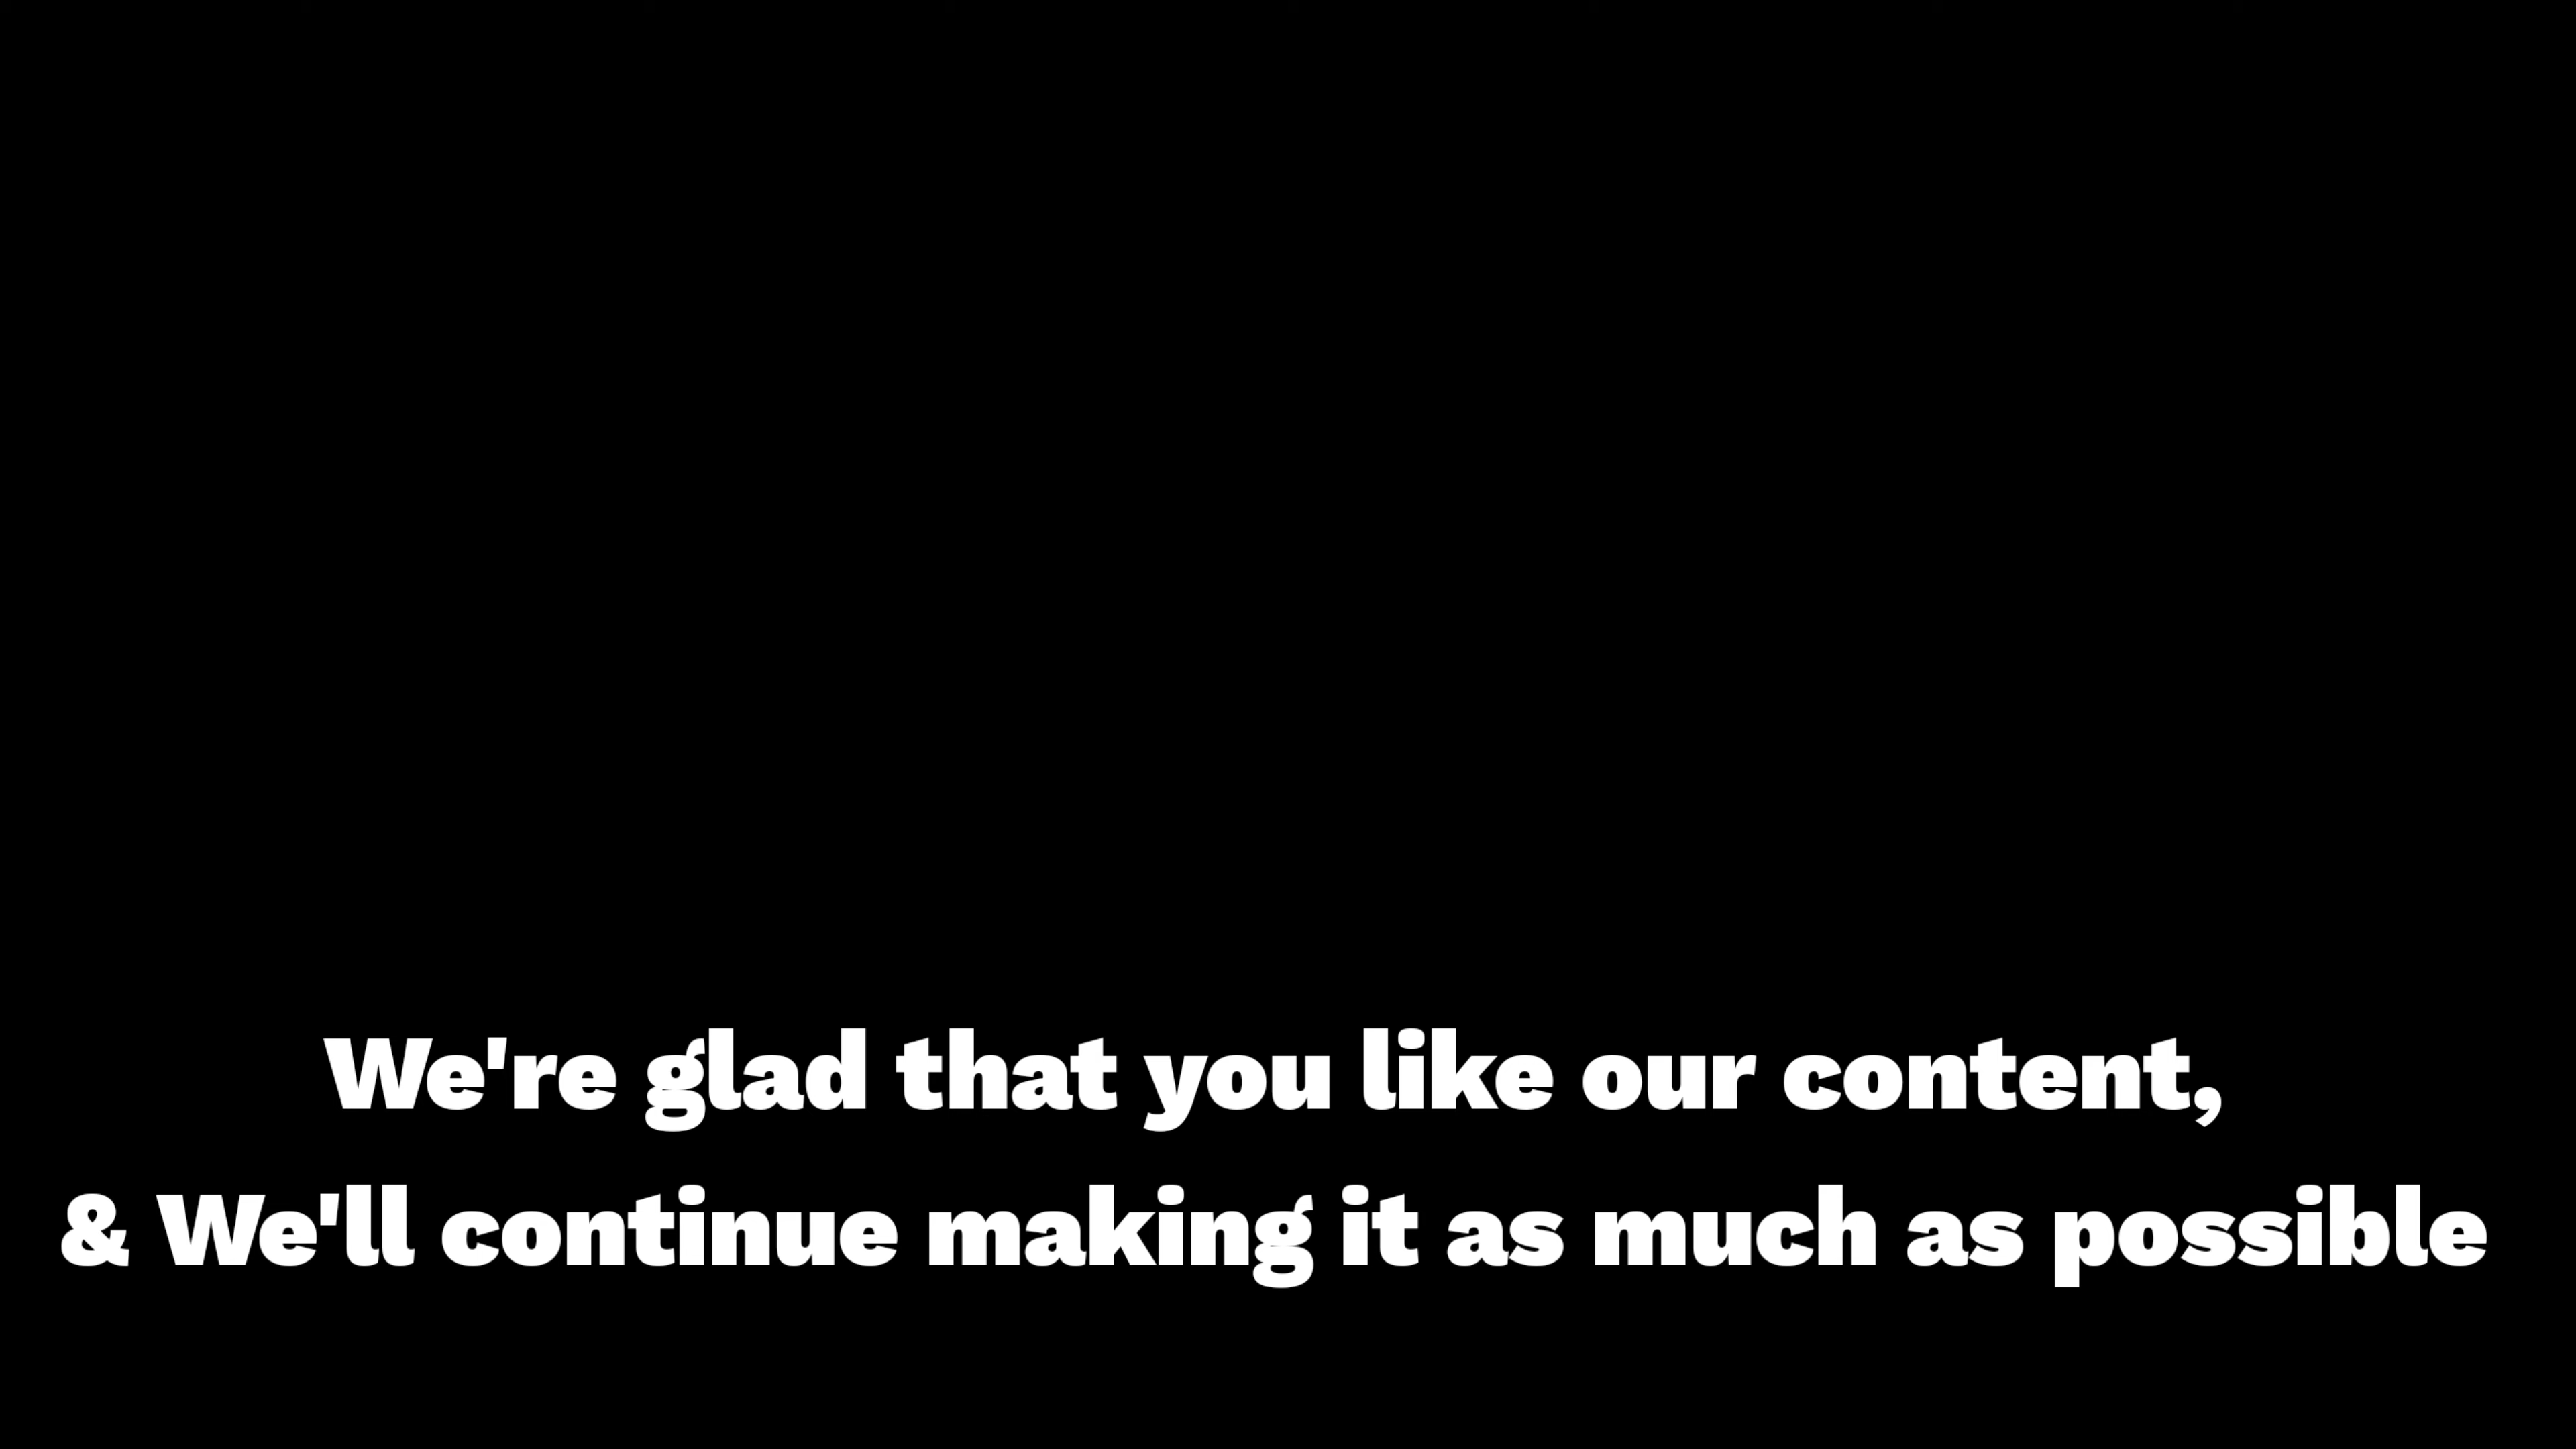 We're glad that you like our content,
& We'll continue making it as much as possible